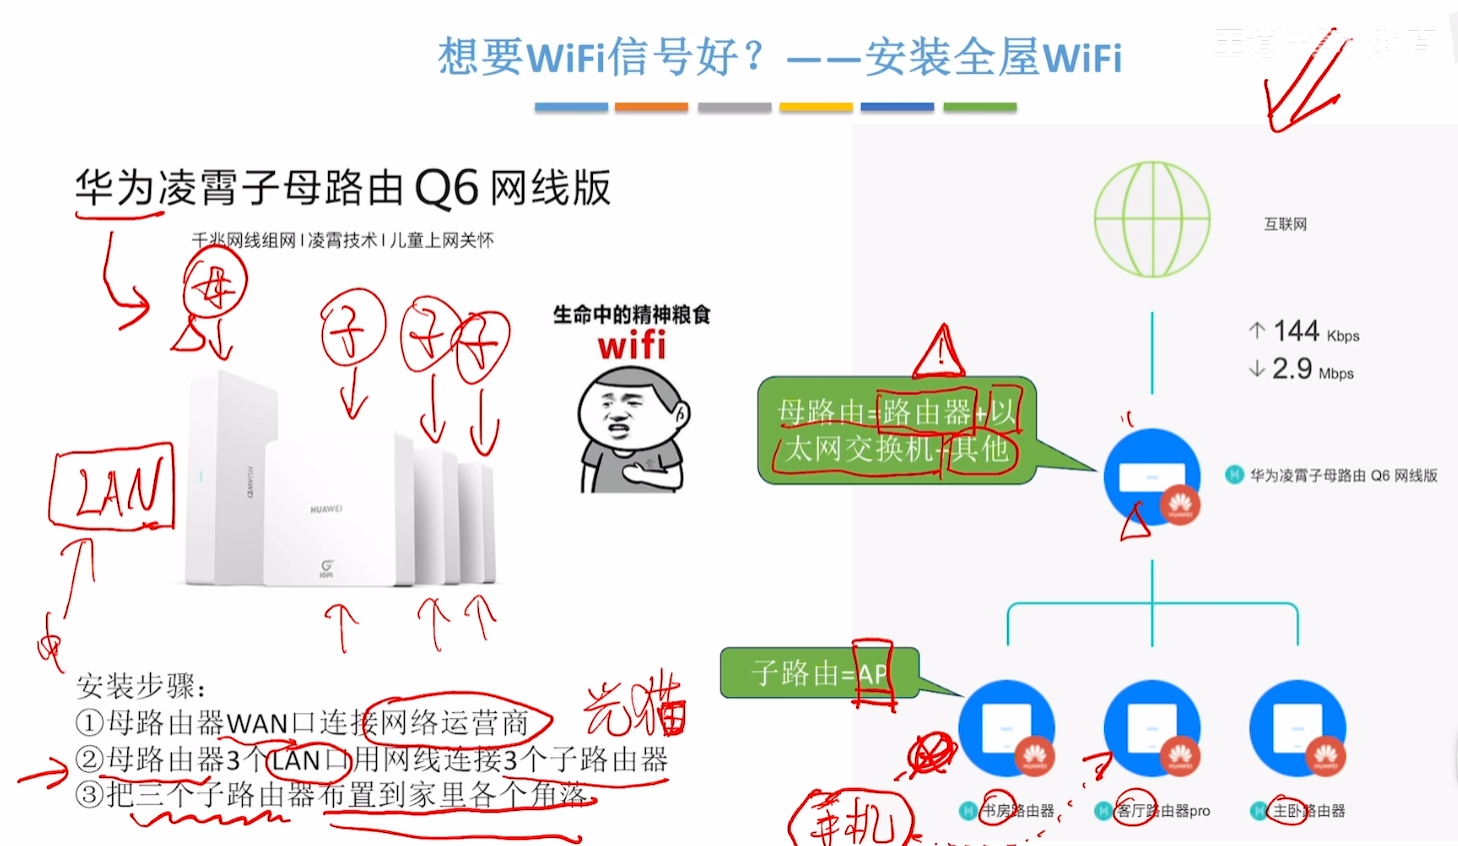 想要WiFi信号好？——安装全屋WiFi
华为凌霄子母路由 Q6 网线版
千兆网线组网 | 凌霄技术 | 儿童上网关怀
母
子
子
子
LAN
HUAWEI
HUAWEI
生命中的精神粮食
wifi
互联网
↑ 144 Kbps
↓ 2.9 Mbps
!
母路由=路由器+以
太网交换机+其他
HUAWEI
华为凌霄子母路由 Q6 网线版
子路由=AP
安装步骤：
①母路由器WAN口连接网络运营商
光猫
②母路由器3个LAN口用网线连接3个子路由器
③把三个子路由器布置到家里各个角落
手机
书房路由器
客厅路由器pro
主卧路由器